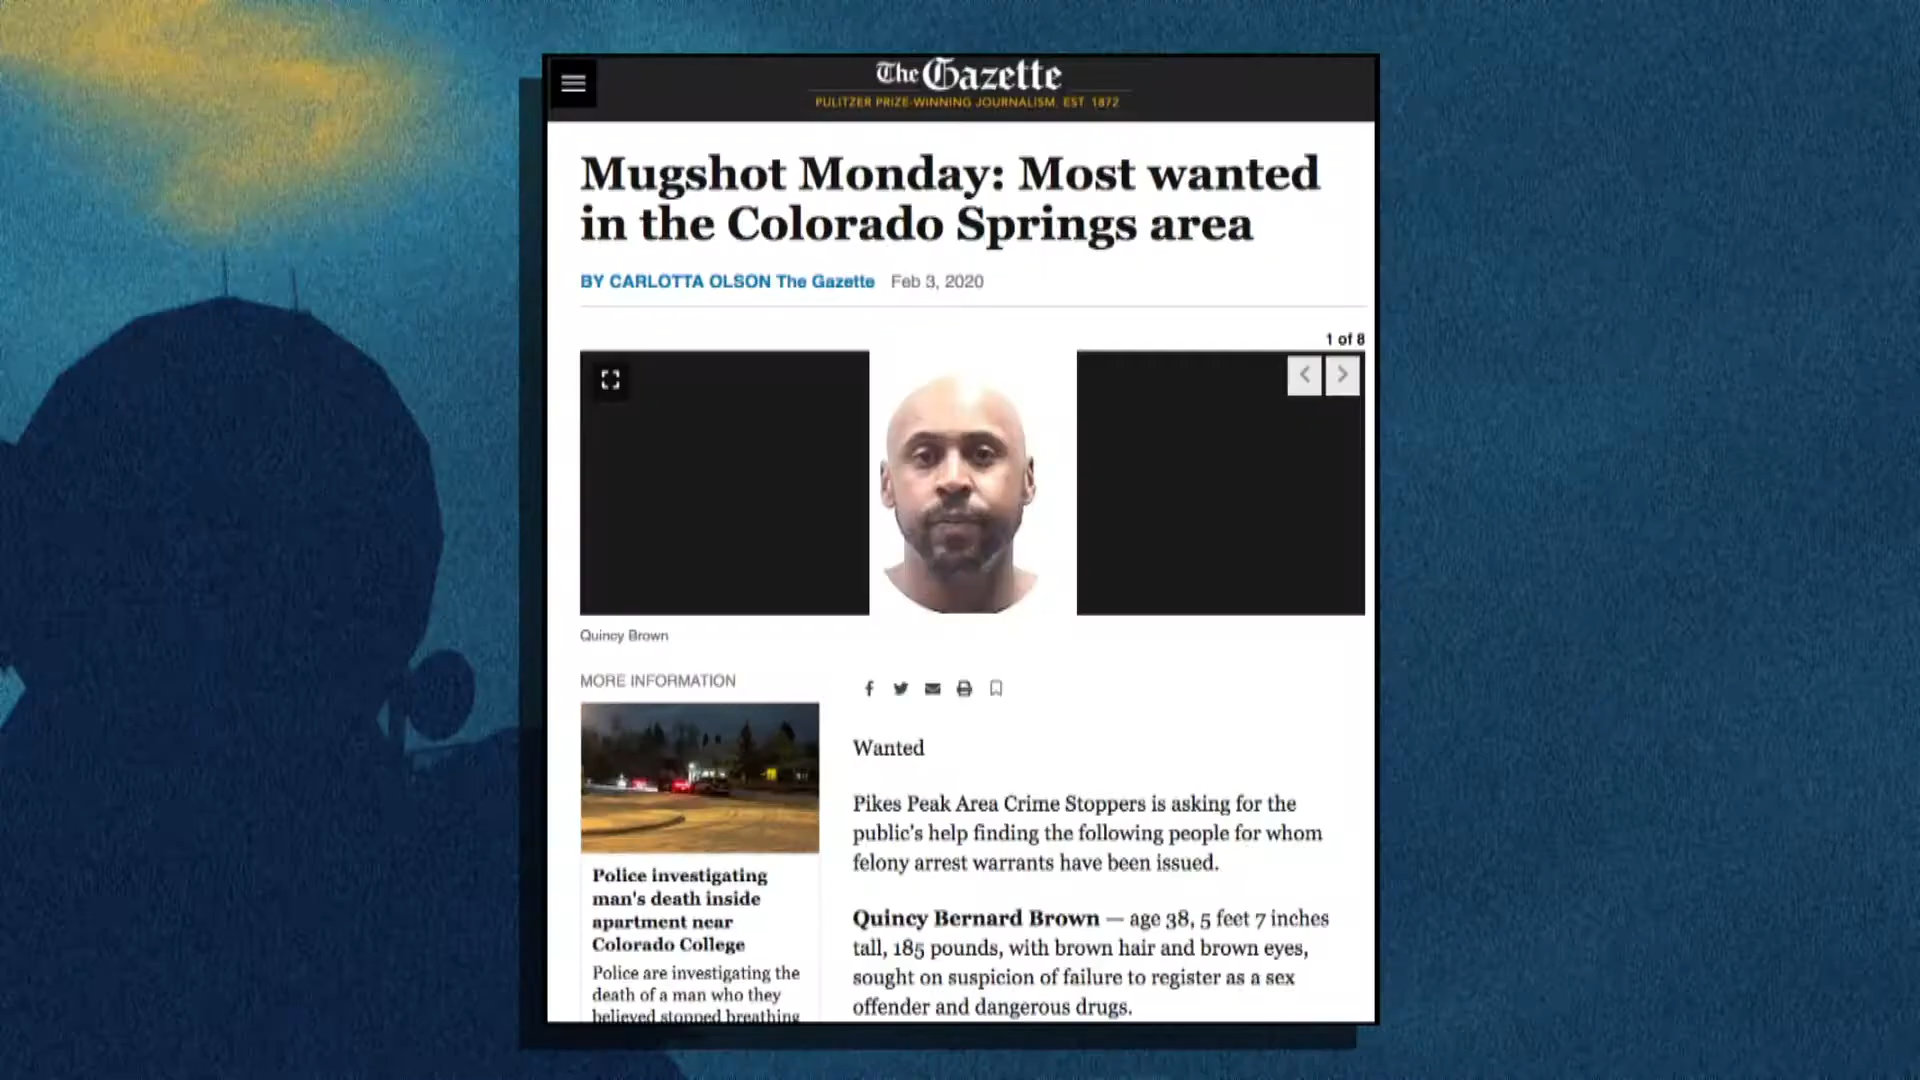 The Gazette
PULITZER PRIZE-WINNING JOURNALISM, EST. 1872
Mugshot Monday: Most wanted
in the Colorado Springs area
BY CARLOTTA OLSON The Gazette Feb 3, 2020
1 of 8
Quincy Brown
MORE INFORMATION
Police investigating
man's death inside
apartment near
Colorado College
Police are investigating the
death of a man who they
believed stopped breathing
Wanted
Pikes Peak Area Crime Stoppers is asking for the
public's help finding the following people for whom
felony arrest warrants have been issued.
Quincy Bernard Brown — age 38, 5 feet 7 inches
tall, 185 pounds, with brown hair and brown eyes,
sought on suspicion of failure to register as a sex
offender and dangerous drugs.